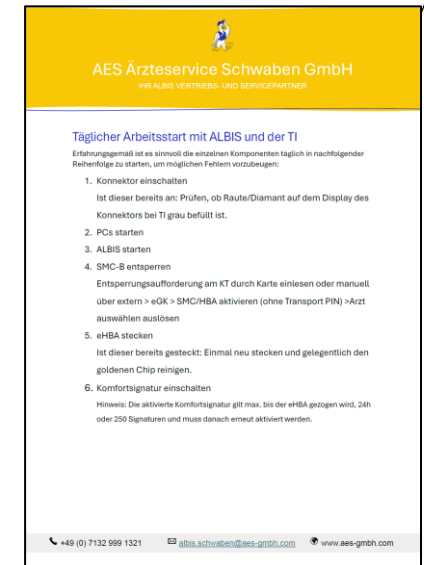 AES Ärzteservice Schwaben GmbH
IHR ALBIS VERTRIEBS- UND SERVICEPARTNER
Täglicher Arbeitsstart mit ALBIS und der TI
Erfahrungsgemäß ist es sinnvoll die einzelnen Komponenten täglich in nachfolgender
Reihenfolge zu starten, um möglichen Fehlern vorzubeugen:
1. Konnektor einschalten
Ist dieser bereits an: Prüfen, ob Raute/Diamant auf dem Display des
Konnektors bei TI grau befüllt ist.
2. PCs starten
3. ALBIS starten
4. SMC-B entsperren
Entsperrungsaufforderung am KT durch Karte einlesen oder manuell
über extern > eGK > SMC/HBA aktivieren (ohne Transport PIN) >Arzt
auswählen auslösen
5. eHBA stecken
Ist dieser bereits gesteckt: Einmal neu stecken und gelegentlich den
goldenen Chip reinigen.
6. Komfortsignatur einschalten
Hinweis: Die aktivierte Komfortsignatur gilt max. bis der eHBA gezogen wird, 24h
oder 250 Signaturen und muss danach erneut aktiviert werden.
+49 (0) 7132 999 1321 albis.schwaben@aes-gmbh.com www.aes-gmbh.com